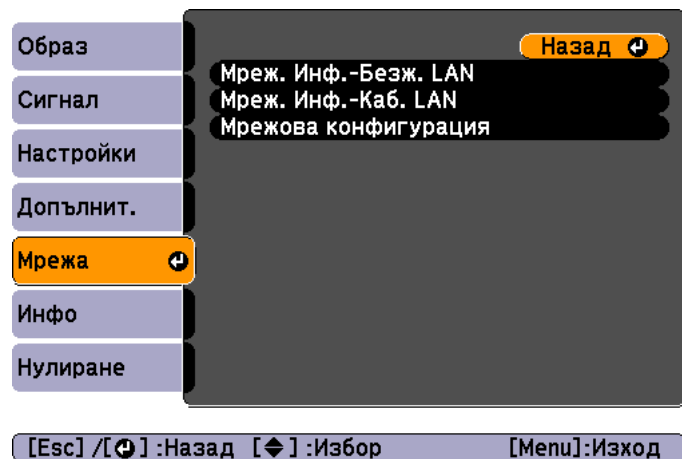 Образ
Сигнал
Настройки
Допълнит.
Мрежа
Инфо
Нулиране
Назад
Мреж. Инф.-Безж. LAN
Мреж. Инф.-Каб. LAN
Мрежова конфигурация
[Esc] /[⏎] :Назад [◆] :Избор [Menu]:Изход